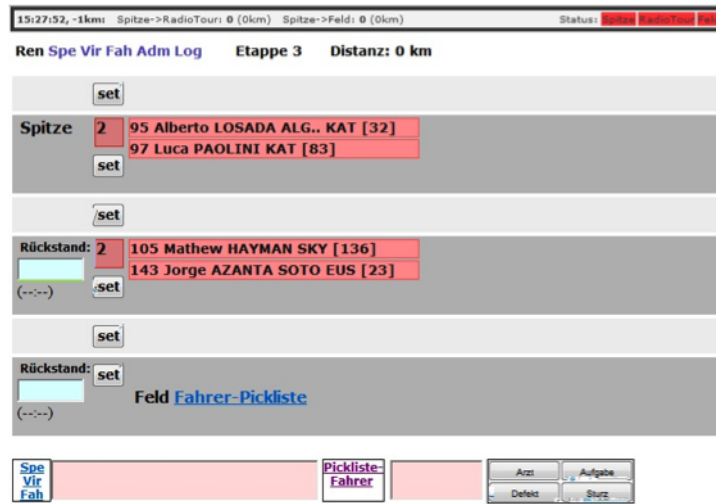 15:27:52, -1km: Spitze->RadioTour: 0 (0km) Spitze->Feld: 0 (0km) Status: Spitze RadioTour Feld
Ren Spe Vir Fah Adm Log Etappe 3 Distanz: 0 km
set
Spitze 2 95 Alberto LOSADA ALG.. KAT [32]
97 Luca PAOLINI KAT [83]
set
set
Rückstand: 2 105 Mathew HAYMAN SKY [136]
143 Jorge AZANTA SOTO EUS [23]
set
(--:--)
set
Rückstand: set
Feld Fahrer-Pickliste
(--:--)
Spe
Vir
Fah
Pickliste-
Fahrer
Arzt Aufgabe
Defekt Sturz